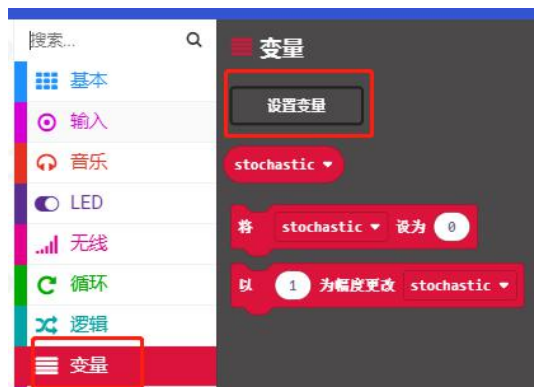 搜索...
基本
输入
音乐
LED
无线
循环
逻辑
变量
变量
设置变量
stochastic
将 stochastic 设为 0
以 1 为幅度更改 stochastic